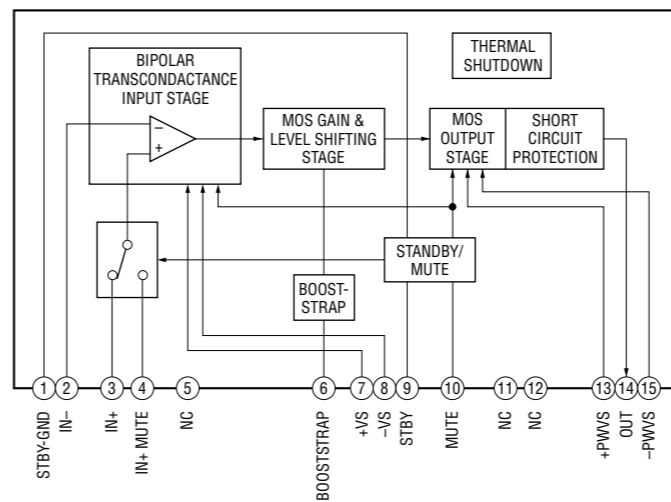 BIPOLAR
TRANSCONDACTANCE
INPUT STAGE
THERMAL
SHUTDOWN
−
+
MOS GAIN &
LEVEL SHIFTING
STAGE
MOS
OUTPUT
STAGE
SHORT
CIRCUIT
PROTECTION
STANDBY/
MUTE
BOOST-
STRAP
1 2 3 4 5 6 7 8 9 10 11 12 13 14 15
STBY-GND
IN−
IN+
IN+ MUTE
NC
BOOSTSTRAP
+VS
−VS
STBY
MUTE
NC
NC
+PWVS
OUT
−PWVS